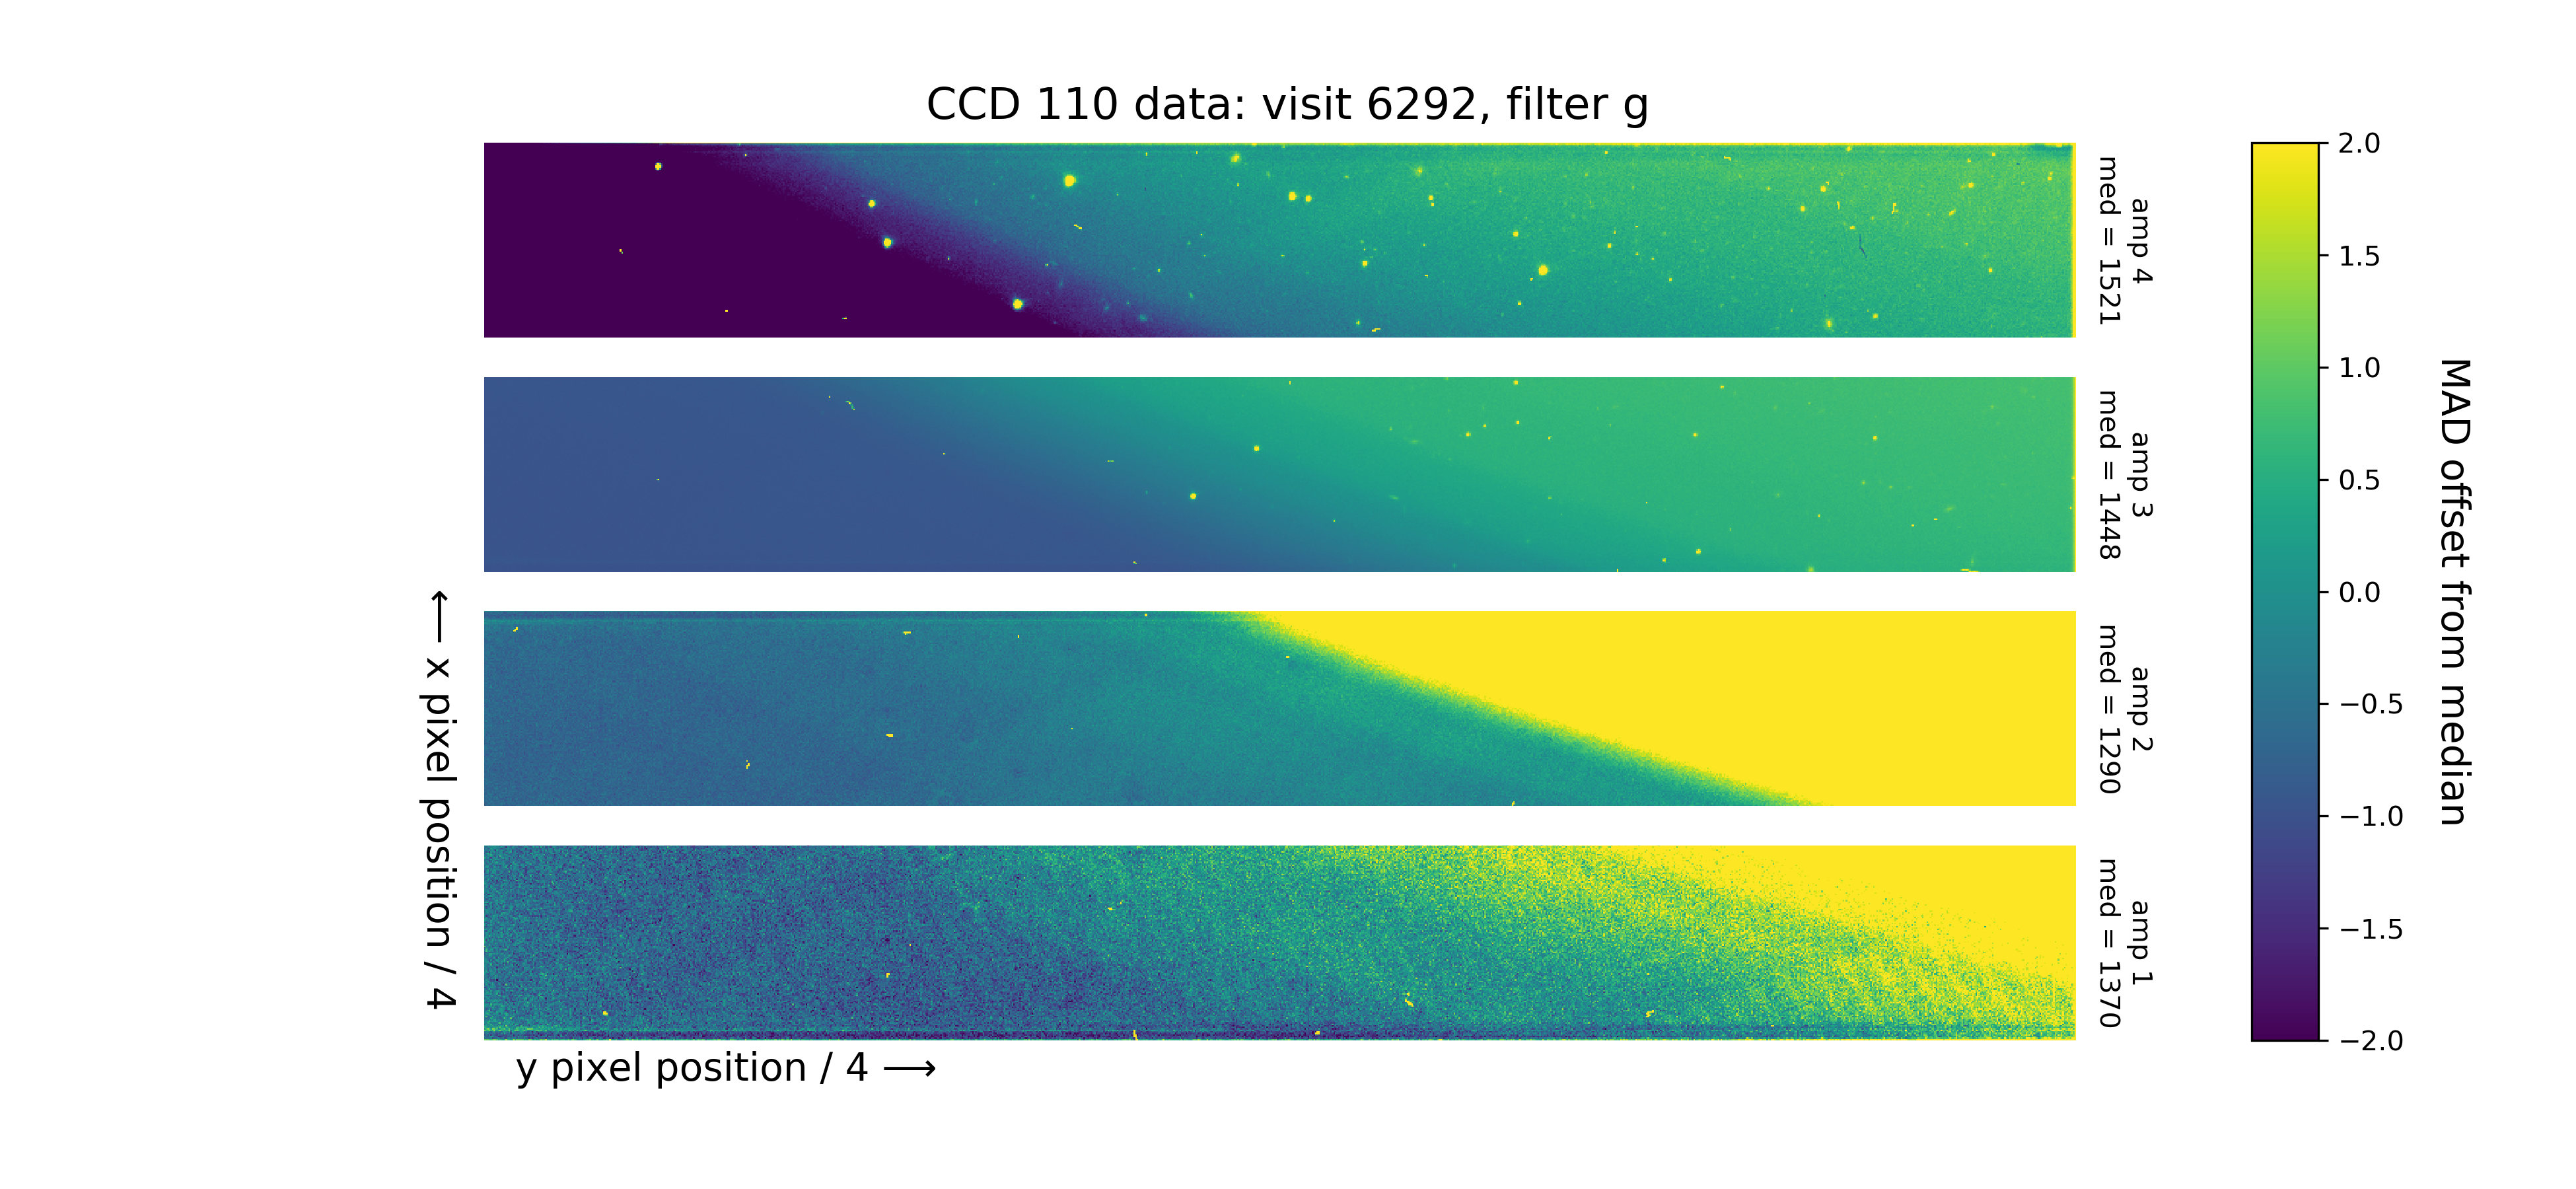 CCD 110 data: visit 6292, filter g
amp 4
med = 1521
amp 3
med = 1448
amp 2
med = 1290
amp 1
med = 1370
⟵ x pixel position / 4
y pixel position / 4 ⟶
2.0
1.5
1.0
0.5
0.0
−0.5
−1.0
−1.5
−2.0
MAD offset from median